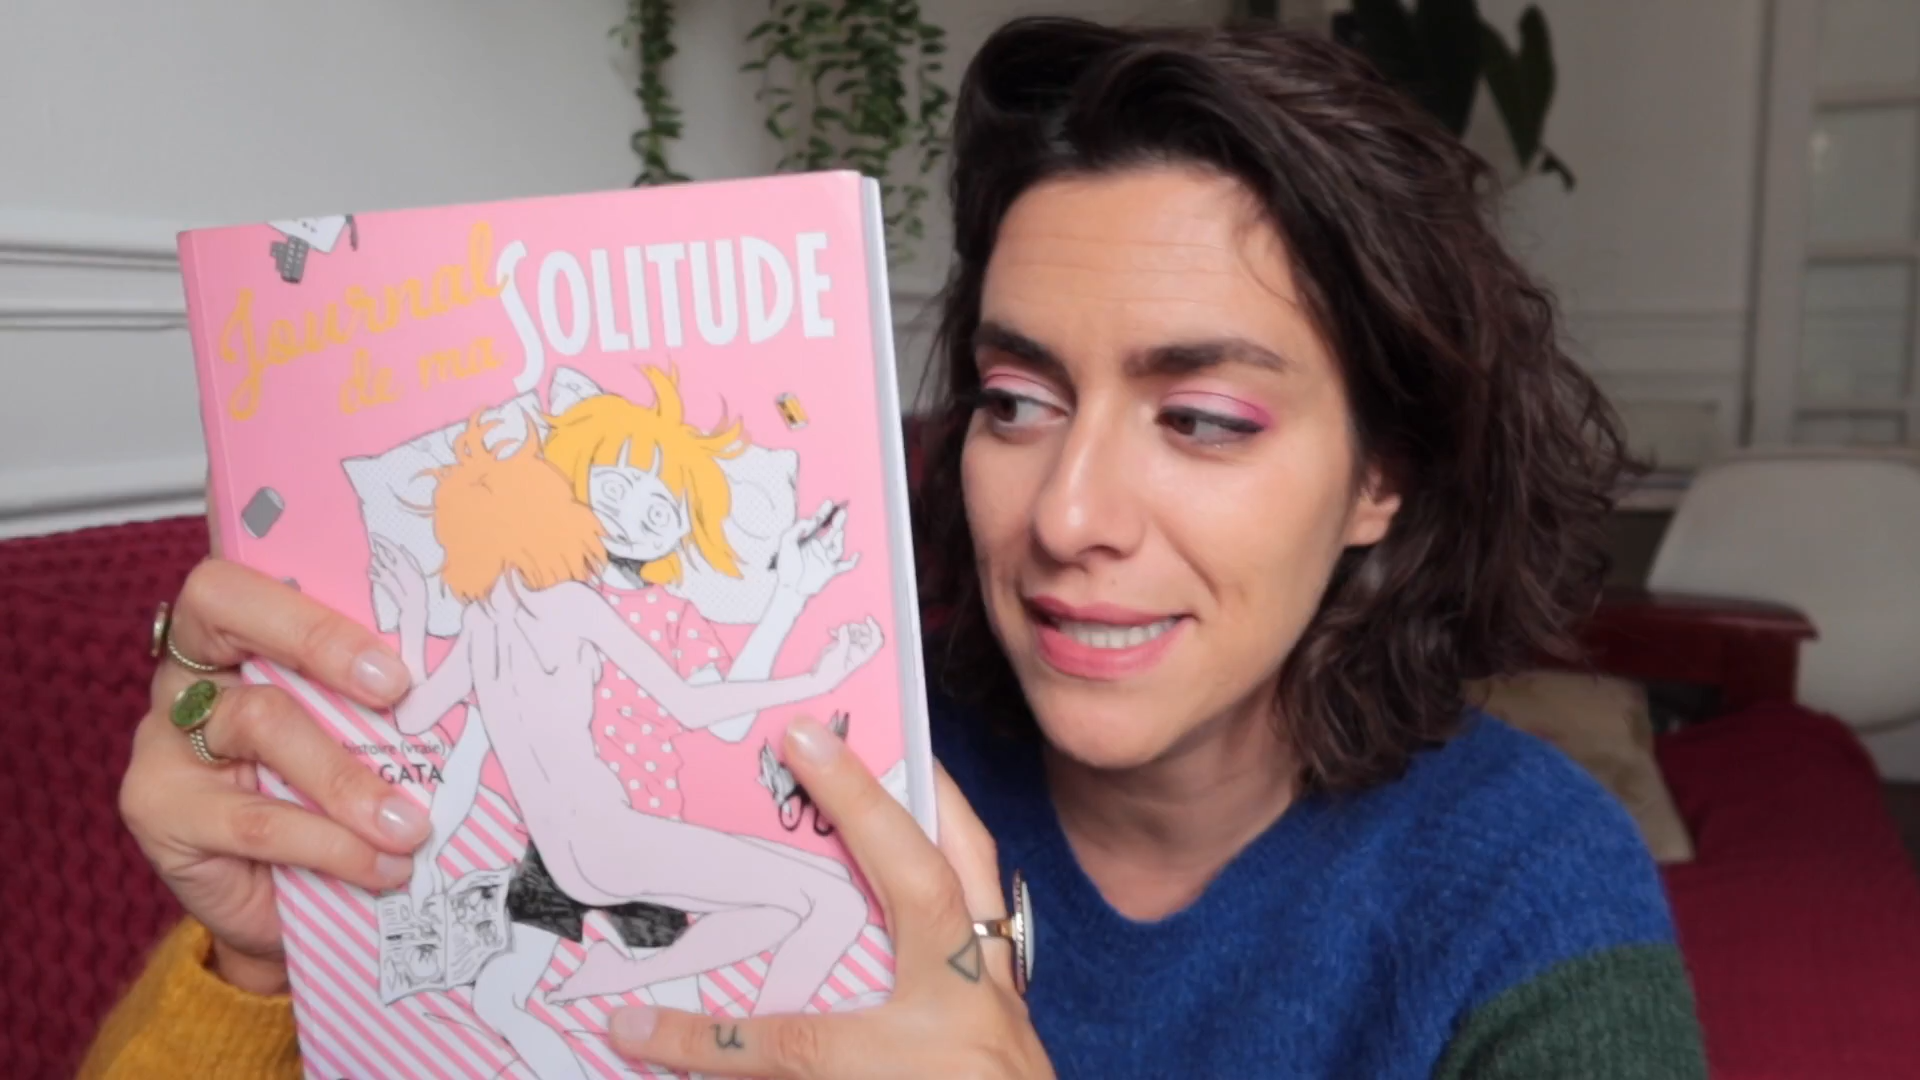 Journal
de ma
SOLITUDE
histoire (vraie)
GATA